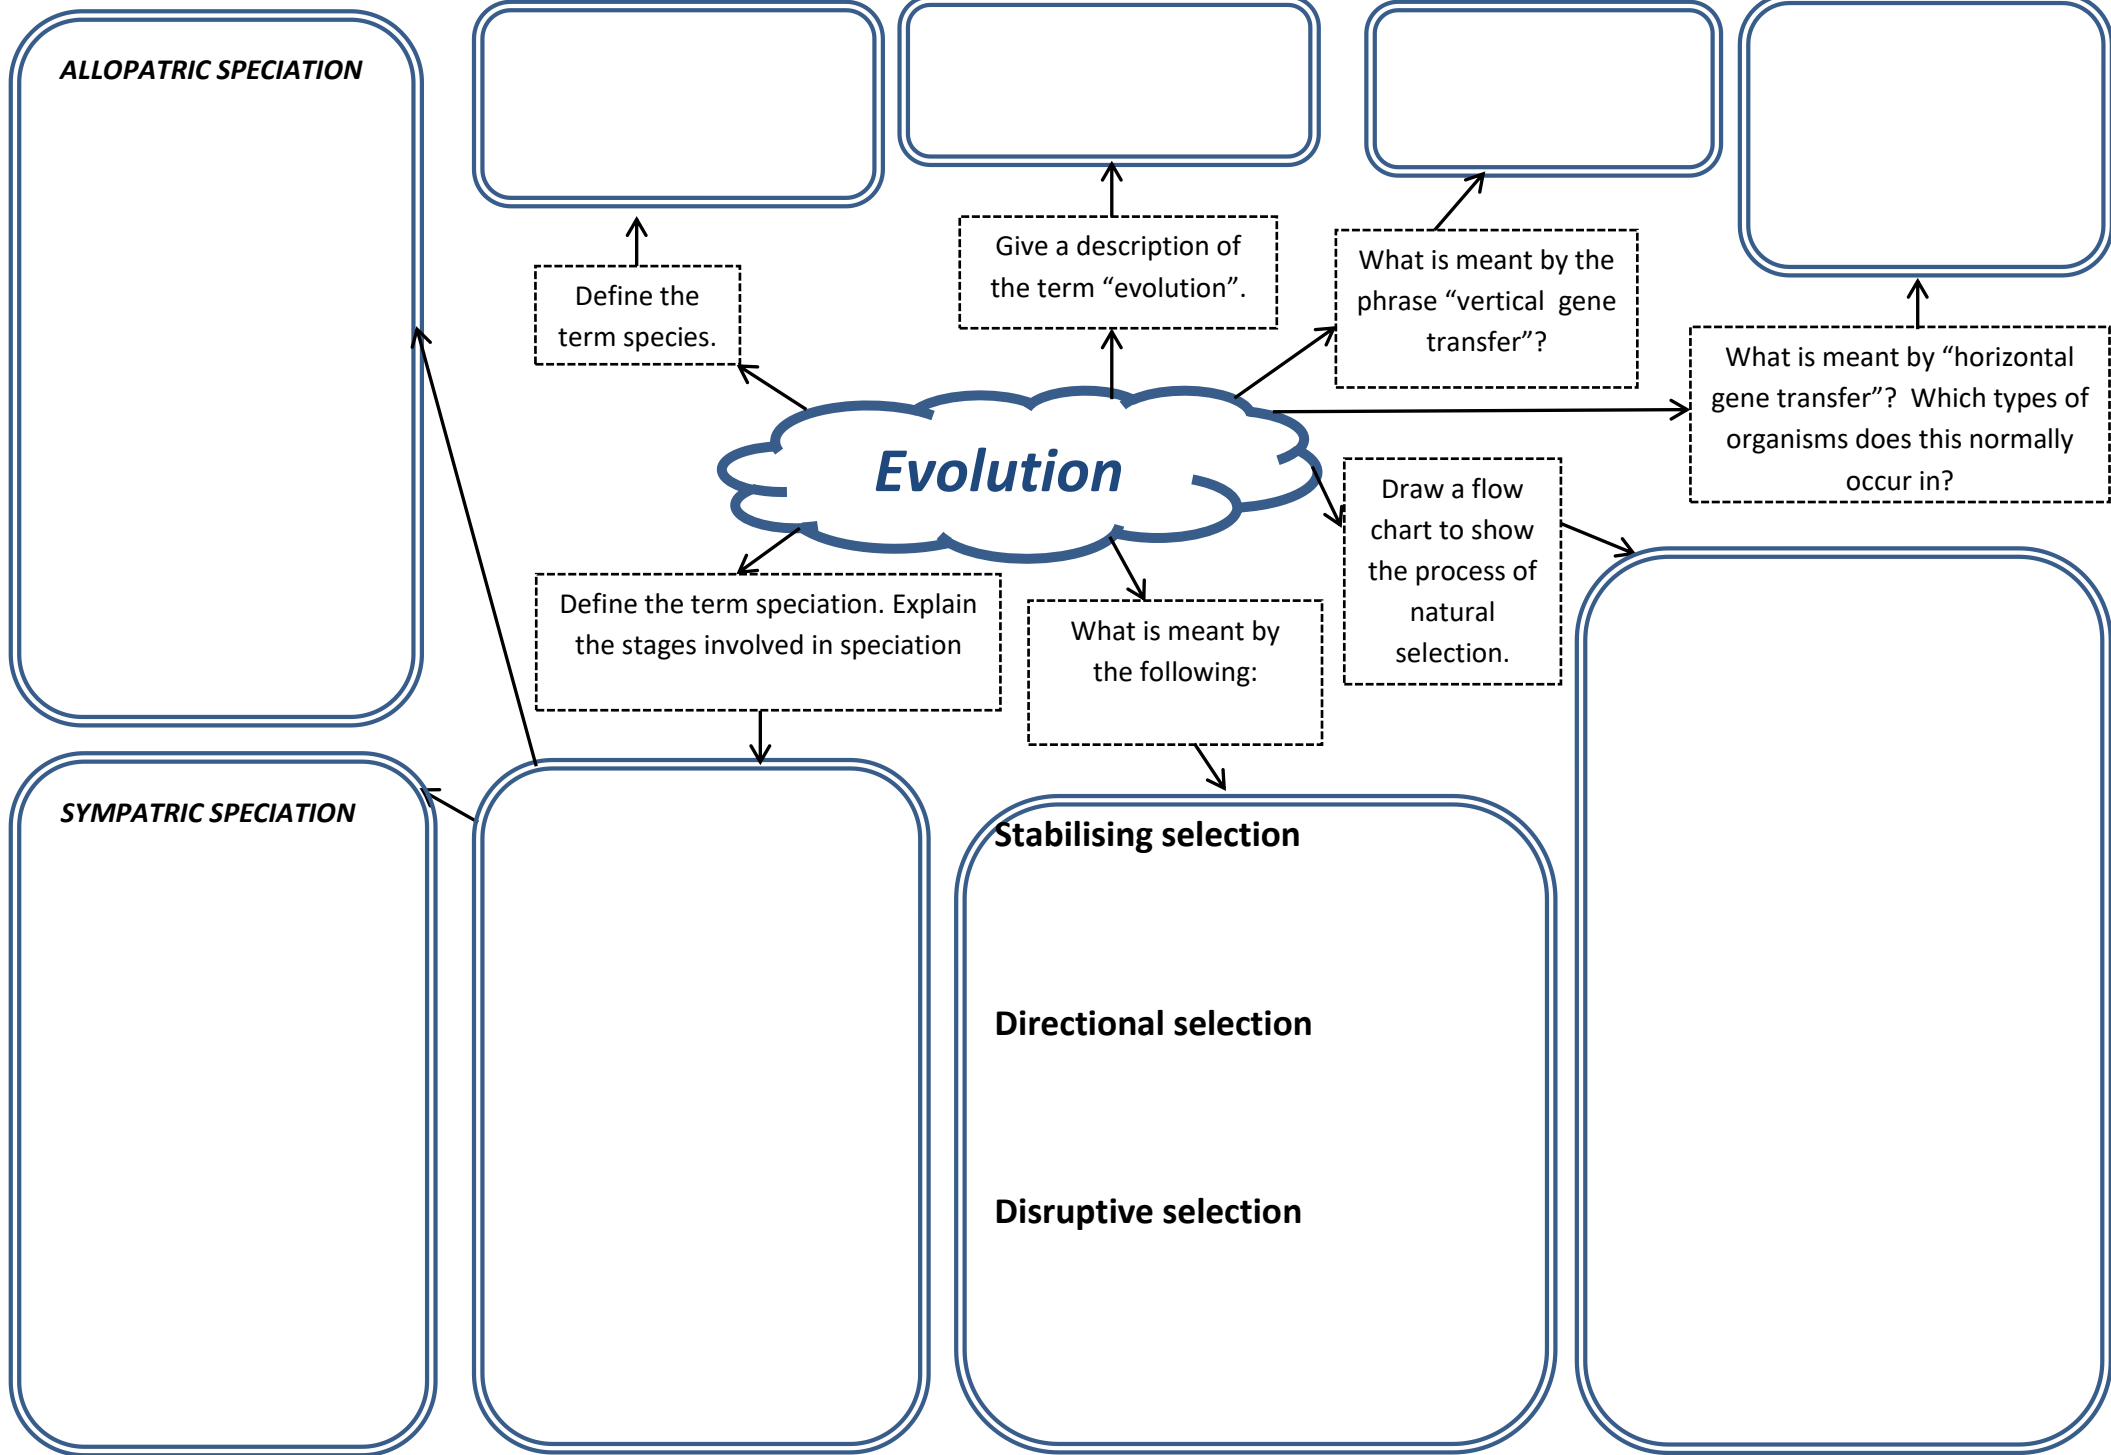 ALLOPATRIC SPECIATION
Give a description of
the term “evolution”.
What is meant by the
phrase “vertical  gene
transfer”?
Define the
term species.
What is meant by “horizontal
gene transfer”?  Which types of
organisms does this normally
occur in?
Evolution
Draw a flow
chart to show
the process of
natural
selection.
Define the term speciation. Explain
the stages involved in speciation
What is meant by
the following:
SYMPATRIC SPECIATION
Stabilising selection
Directional selection
Disruptive selection